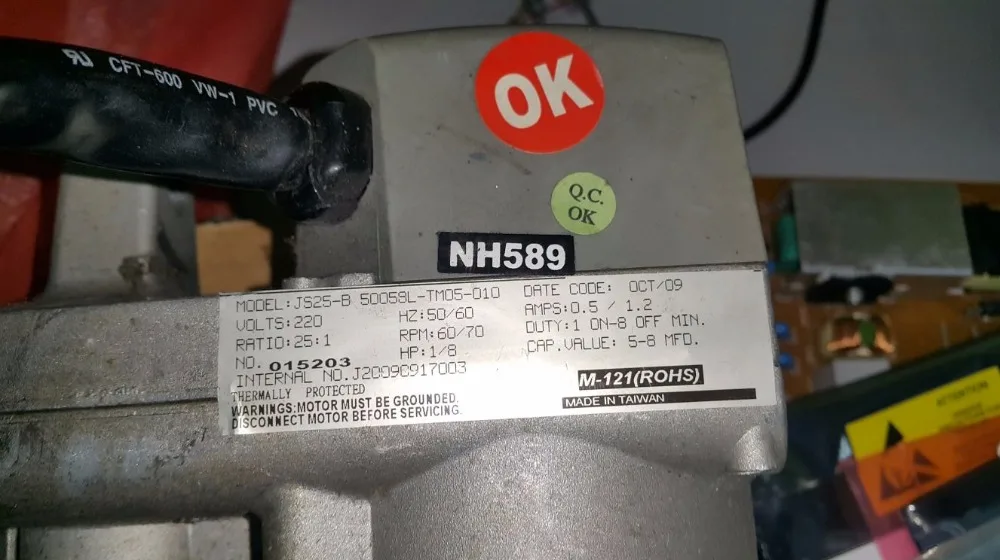 CFT-600 VW-1 PVC
OK
Q.C.
OK
NH589
MODEL:JS25-B 50058L-TM05-010 DATE CODE: OCT/09
VOLTS:220 HZ:50/60 AMPS:0.5 / 1.2
RATIO:25:1 RPM:60/70 DUTY:1 ON-8 OFF MIN.
NO. 015203 HP:1/8 CAP.VALUE: 5-8 MFD.
INTERNAL NO.J20090917003
THERMALLY PROTECTED
WARNINGS:MOTOR MUST BE GROUNDED.
DISCONNECT MOTOR BEFORE SERVICING.
M-121(ROHS)
MADE IN TAIWAN
ATTENTION